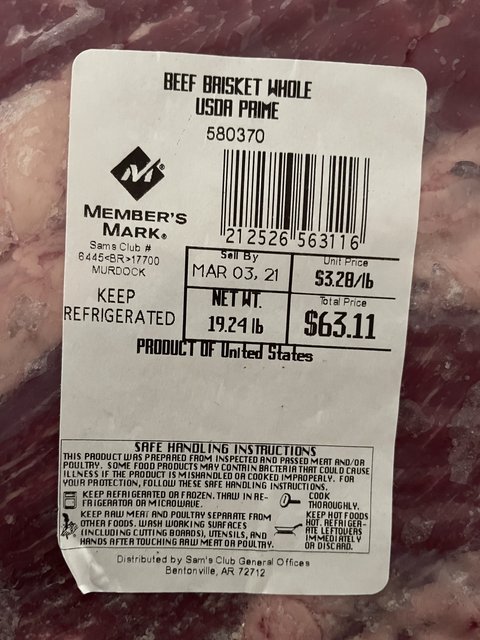 BEEF BRISKET WHOLE
USDA PRIME
580370
M®
MEMBER'S
MARK®
Sams Club #
6445<BR>17700
MURDOCK
KEEP
REFRIGERATED
212526 563116
Sell By
MAR 03, 21
Unit Price
$3.28/lb
NET WT.
19.24 lb
Total Price
$63.11
PRODUCT OF United States
SAFE HANDLING INSTRUCTIONS
THIS PRODUCT WAS PREPARED FROM INSPECTED AND PASSED MEAT AND/OR
POULTRY. SOME FOOD PRODUCTS MAY CONTAIN BACTERIA THAT COULD CAUSE
ILLNESS IF THE PRODUCT IS MISHANDLED OR COOKED IMPROPERLY. FOR
YOUR PROTECTION, FOLLOW THESE SAFE HANDLING INSTRUCTIONS.
KEEP REFRIGERATED OR FROZEN. THAW IN RE-
FRIGERATOR OR MICROWAVE.
KEEP RAW MEAT AND POULTRY SEPARATE FROM
OTHER FOODS. WASH WORKING SURFACES
(INCLUDING CUTTING BOARDS), UTENSILS, AND
HANDS AFTER TOUCHING RAW MEAT OR POULTRY.
COOK
THOROUGHLY.
KEEP HOT FOODS
HOT. REFRIGER-
ATE LEFTOVERS
IMMEDIATELY
OR DISCARD.
Distributed by Sam's Club General Offices
Bentonville, AR 72712